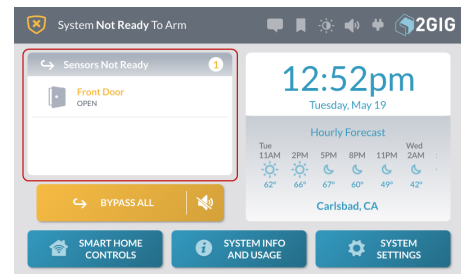 System Not Ready To Arm
2GIG
Sensors Not Ready 1
Front Door
OPEN
BYPASS ALL
12:52pm
Tuesday, May 19
Hourly Forecast
Tue Wed
11AM 2PM 5PM 8PM 11PM 2AM
62° 66° 67° 60° 49° 42°
Carlsbad, CA
SMART HOME
CONTROLS
SYSTEM INFO
AND USAGE
SYSTEM
SETTINGS